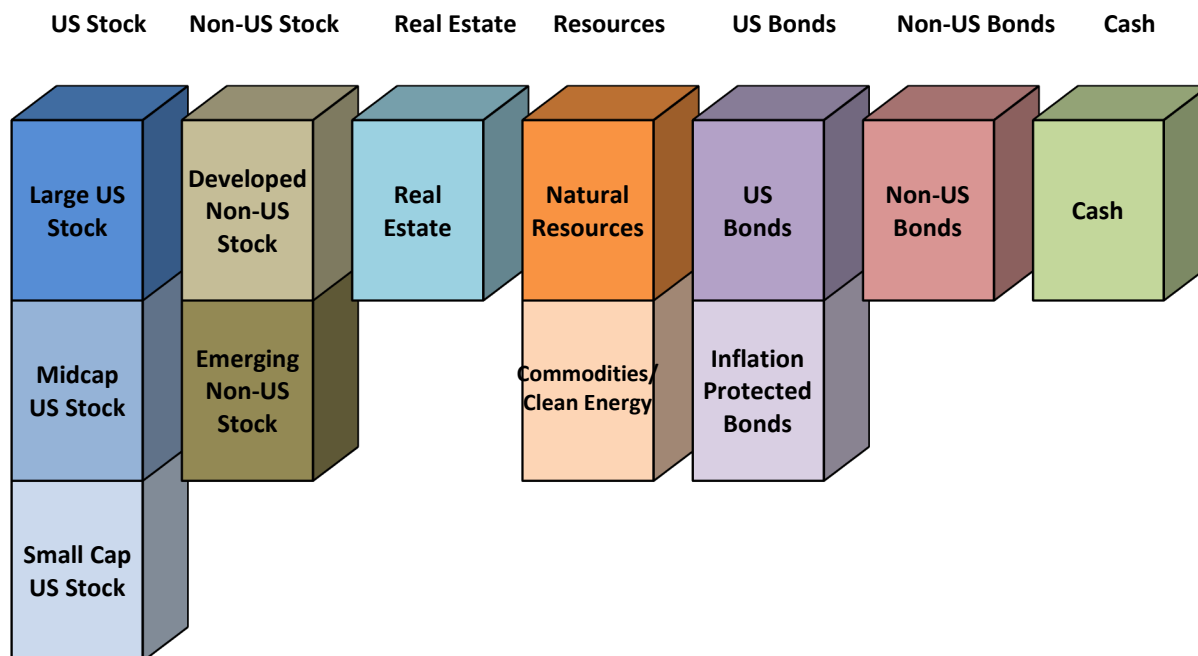 US Stock
Non-US Stock
Real Estate
Resources
US Bonds
Non-US Bonds
Cash
Large US
Stock
Developed
Non-US
Stock
Real
Estate
Natural
Resources
US
Bonds
Non-US
Bonds
Cash
Midcap
US Stock
Emerging
Non-US
Stock
Commodities/
Clean Energy
Inflation
Protected
Bonds
Small Cap
US Stock